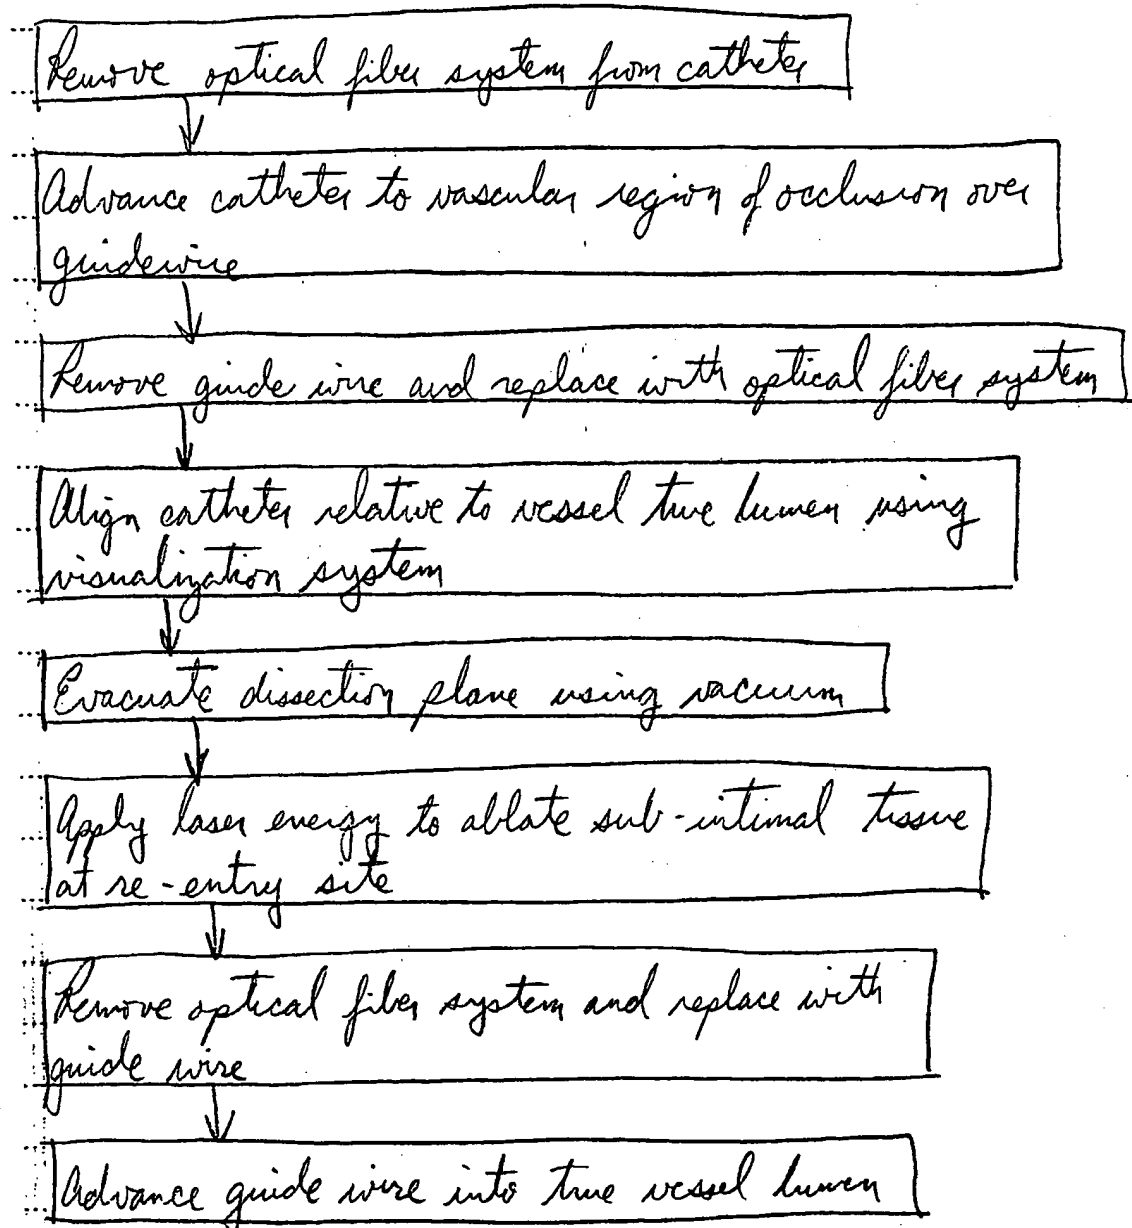 Remove optical fiber system from catheter
Advance catheter to vascular region of occlusion over
guidewire
Remove guide wire and replace with optical fiber system
Align catheter relative to vessel true lumen using
visualization system
Evacuate dissection plane using vacuum
Apply laser energy to ablate sub-intimal tissue
at re-entry site
Remove optical fiber system and replace with
guide wire
Advance guide wire into true vessel lumen